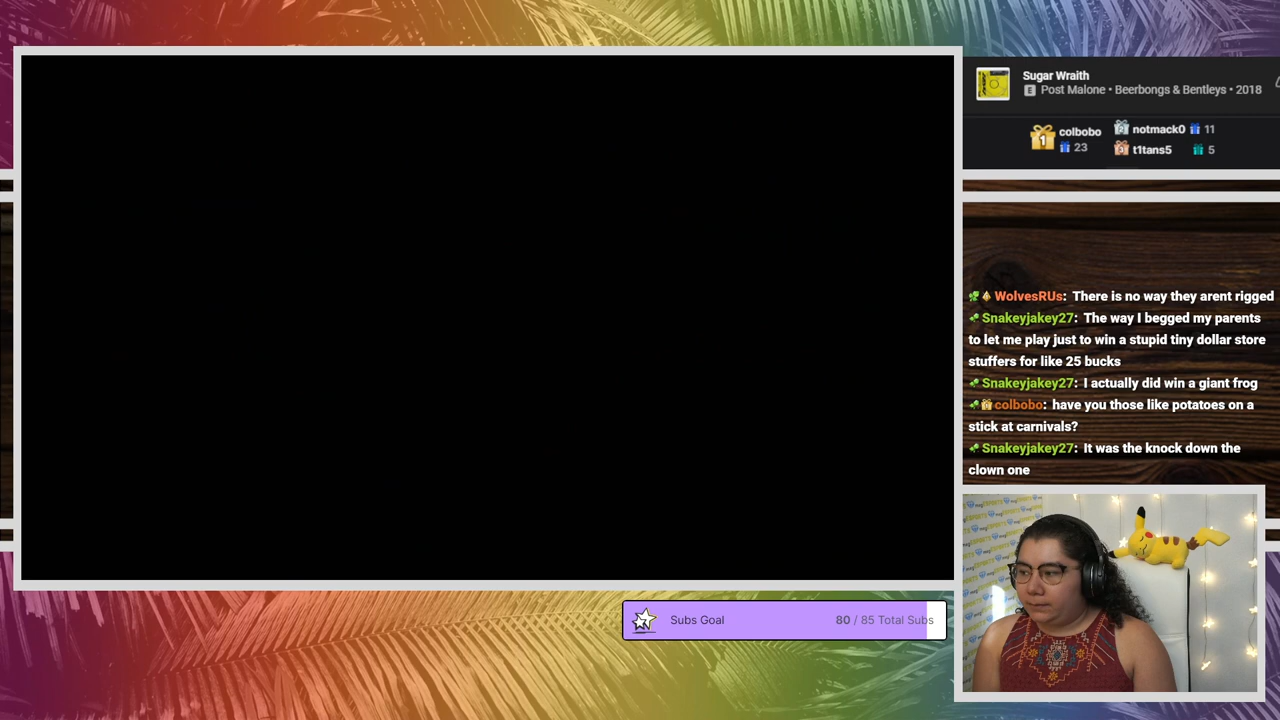 Sugar Wraith
E Post Malone • Beerbongs & Bentleys • 2018
1 colbobo 23
2 notmack0 11
3 t1tans5 5
WolvesRUs: There is no way they arent rigged
Snakeyjakey27: The way I begged my parents
to let me play just to win a stupid tiny dollar store
stuffers for like 25 bucks
Snakeyjakey27: I actually did win a giant frog
colbobo: have you those like potatoes on a
stick at carnivals?
Snakeyjakey27: It was the knock down the
clown one
Subs Goal 80 / 85 Total Subs